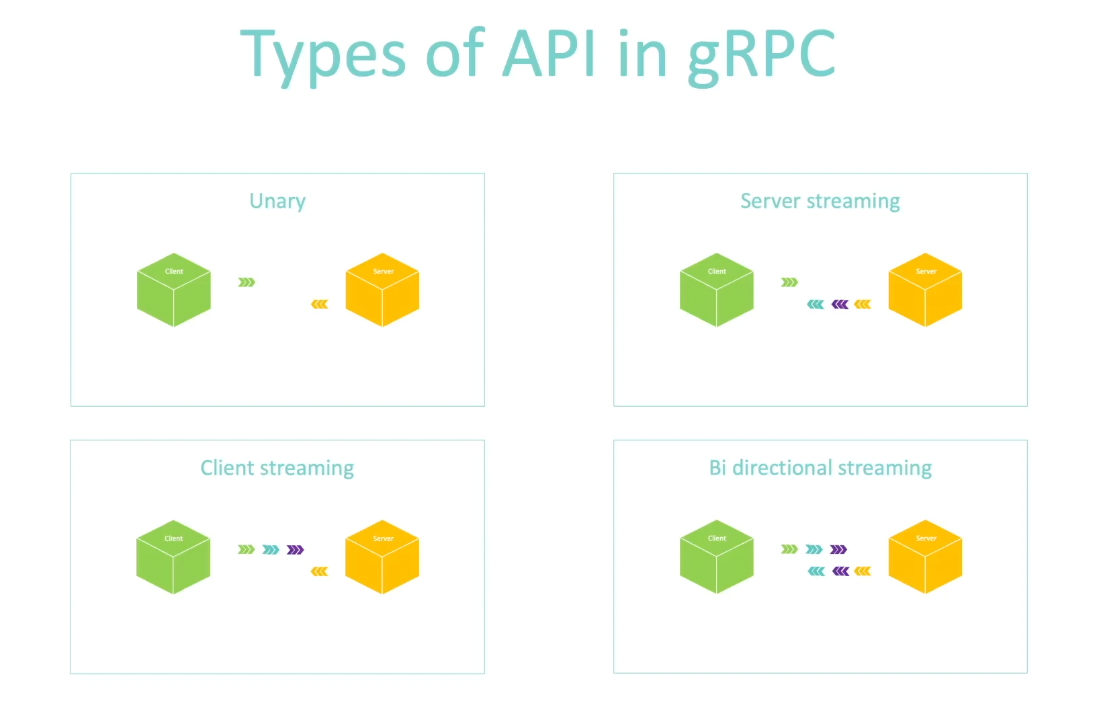 Types of API in gRPC
Unary
Client
Server
Server streaming
Client
Server
Client streaming
Client
Server
Bi directional streaming
Client
Server